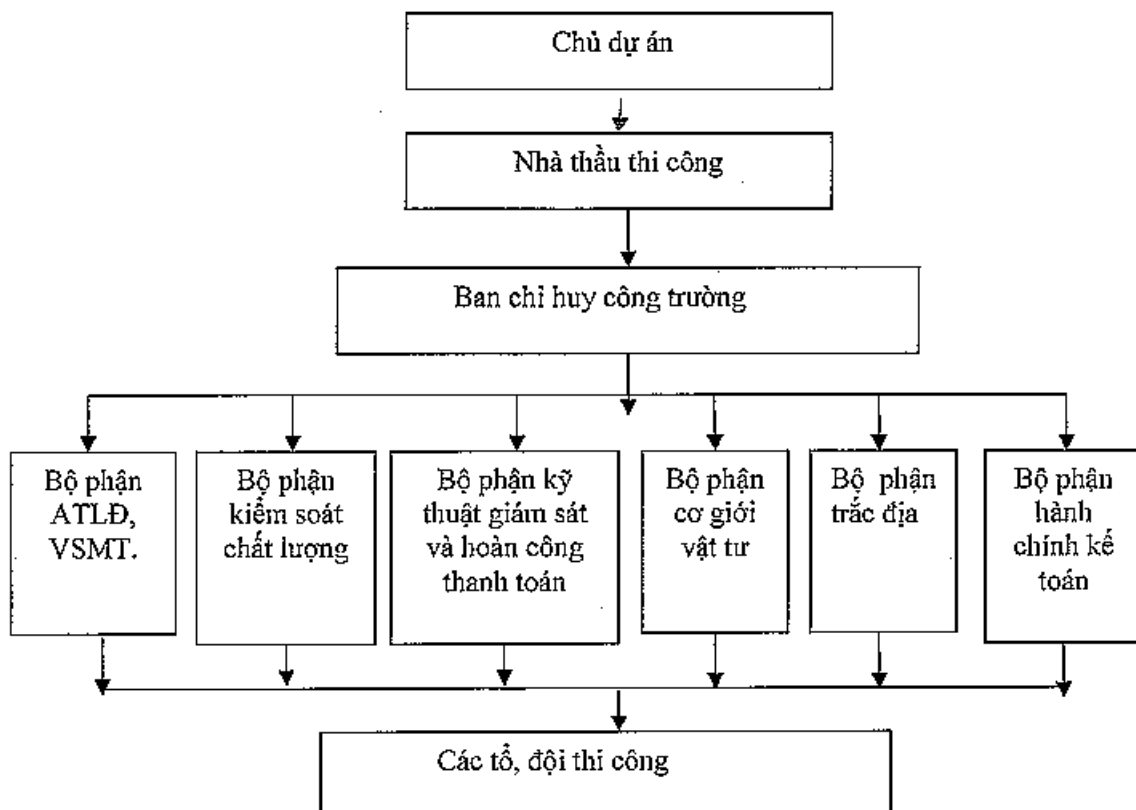 Chủ dự án
Nhà thầu thi công
Ban chỉ huy công trường
Bộ phận
ATLĐ,
VSMT.
Bộ phận
kiểm soát
chất lượng
Bộ phận kỹ
thuật giám sát
và hoàn công
thanh toán
Bộ phận
cơ giới
vật tư
Bộ phận
trắc địa
Bộ phận
hành
chính kế
toán
Các tổ, đội thi công